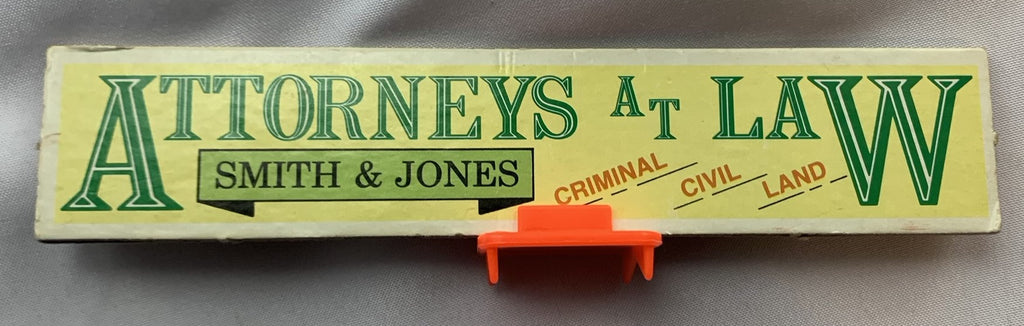 ATTORNEYS AT LAW
SMITH & JONES
CRIMINAL CIVIL LAND